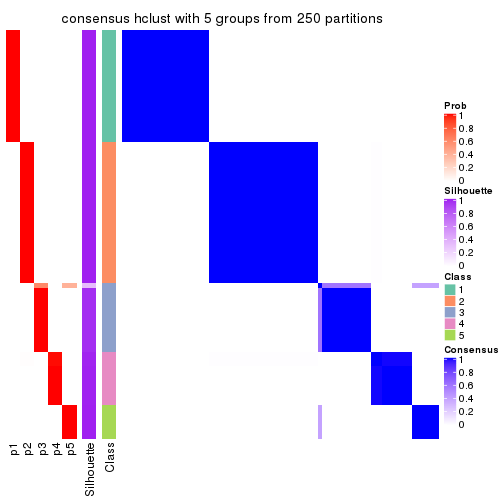 consensus hclust with 5 groups from 250 partitions
Prob
1
0.8
0.6
0.4
0.2
0
Silhouette
1
0.8
0.6
0.4
0.2
0
Class
1
2
3
4
5
Consensus
1
0.8
0.6
0.4
0.2
0
p1
p2
p3
p4
p5
Silhouette
Class